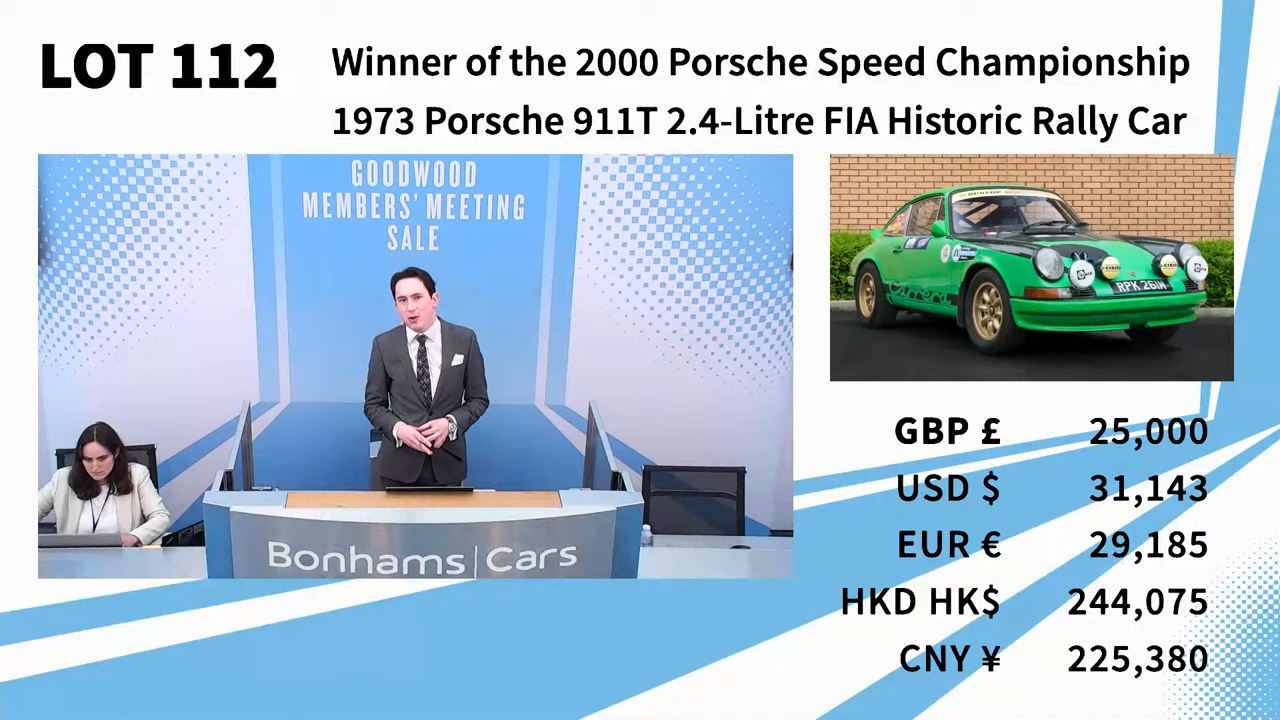 LOT 112
Winner of the 2000 Porsche Speed Championship
1973 Porsche 911T 2.4-Litre FIA Historic Rally Car
GOODWOOD
MEMBERS' MEETING
SALE
Bonhams|Cars
DUNLOP
Carrera
RPK 261M
GBP £ 25,000
USD $ 31,143
EUR € 29,185
HKD HK$ 244,075
CNY ¥ 225,380